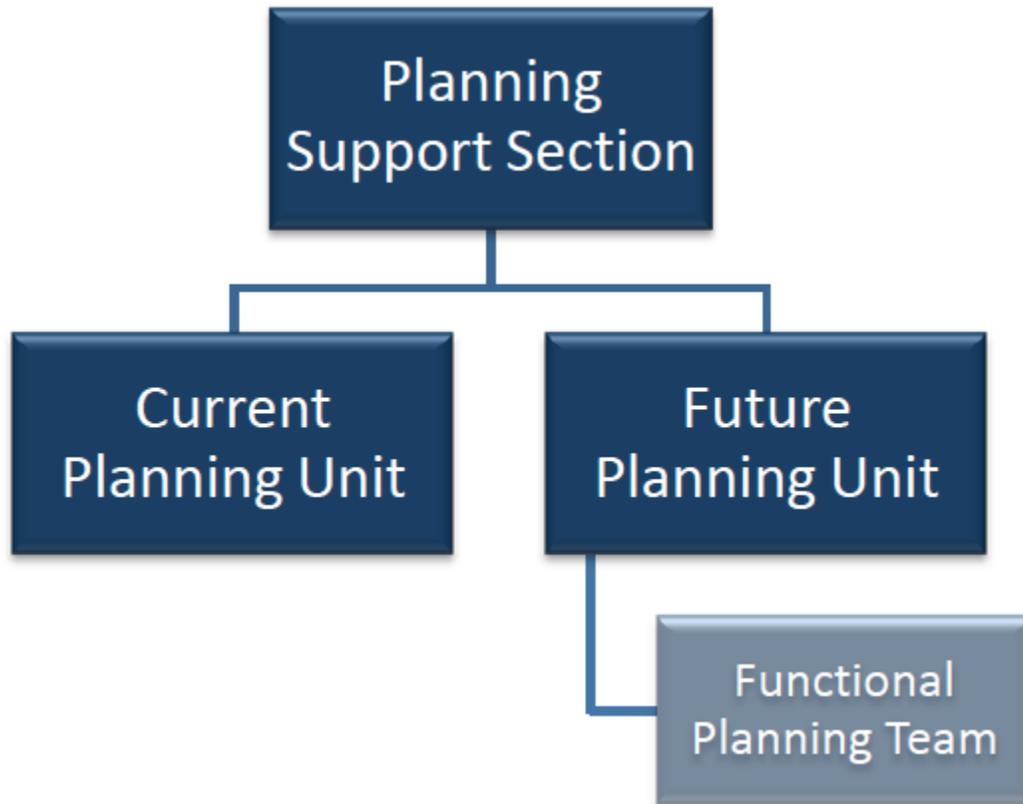 Planning
Support Section
Current
Planning Unit
Future
Planning Unit
Functional
Planning Team